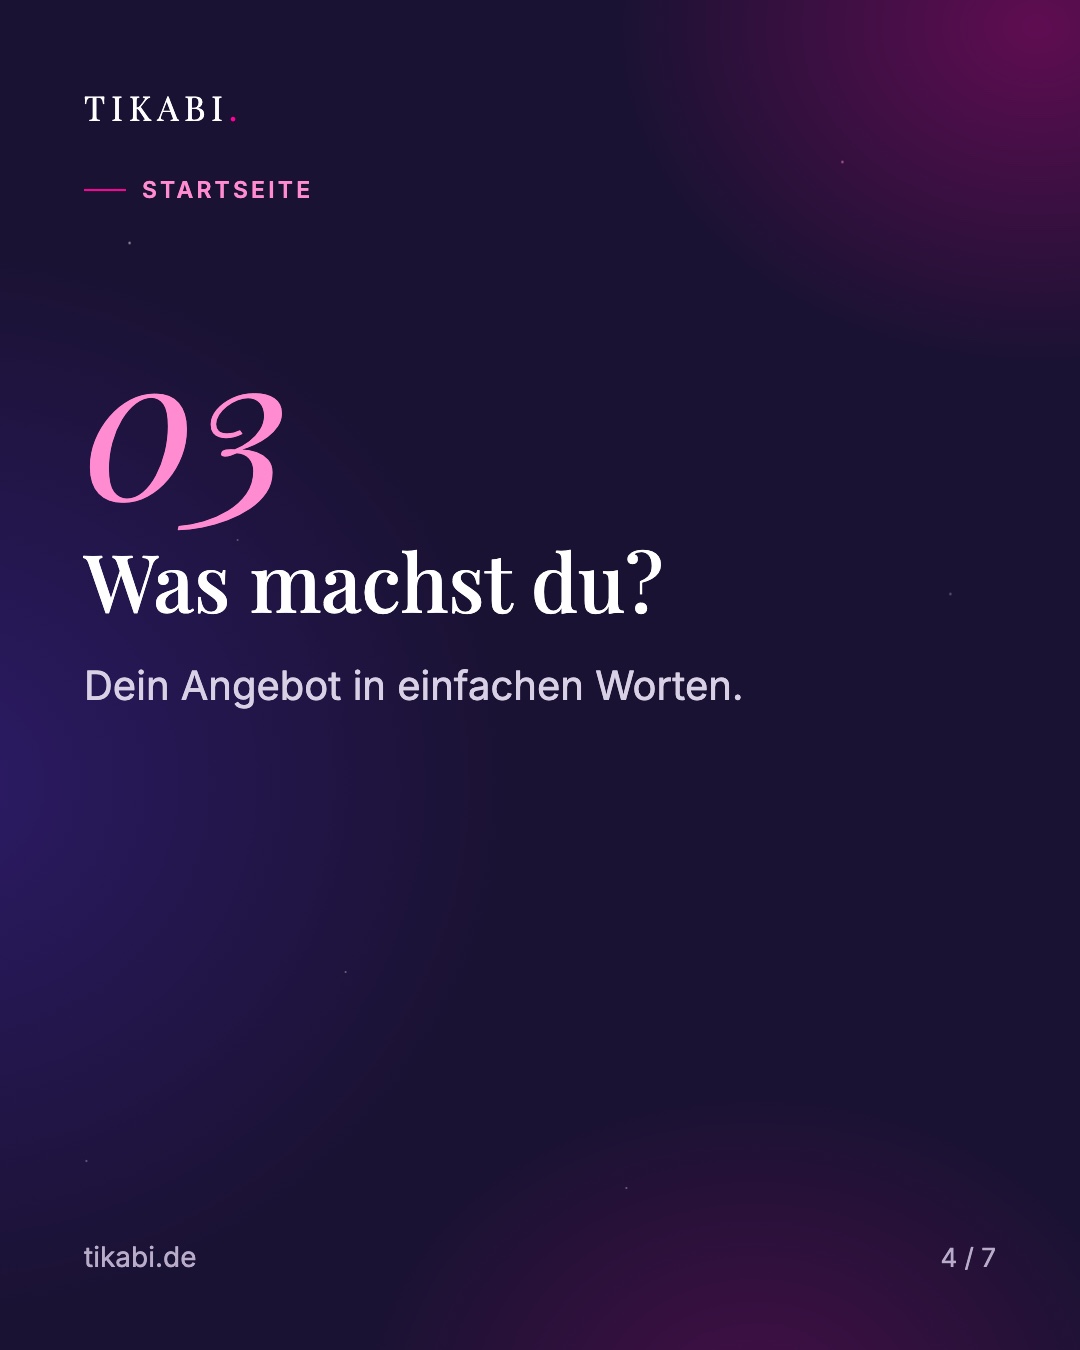 TIKABI.
STARTSEITE
03
Was machst du?
Dein Angebot in einfachen Worten.
tikabi.de
4 / 7